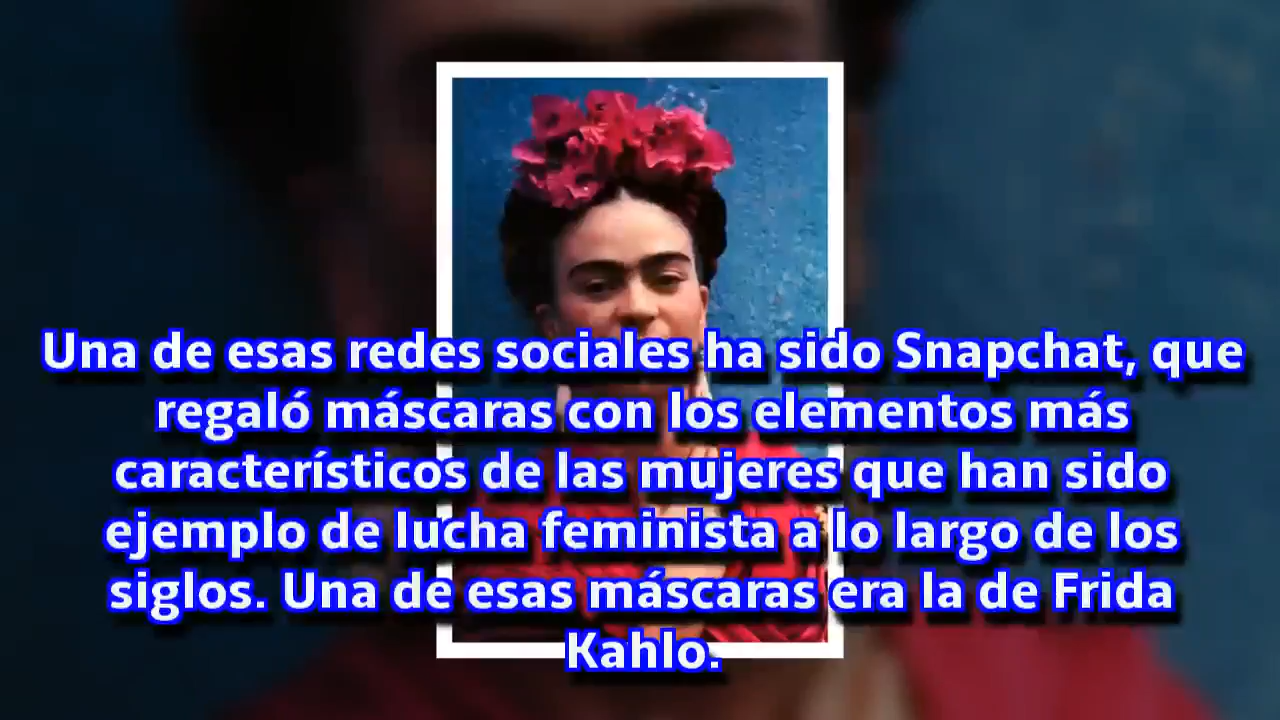 Una de esas redes sociales ha sido Snapchat, que
regaló máscaras con los elementos más
característicos de las mujeres que han sido
ejemplo de lucha feminista a lo largo de los
siglos. Una de esas máscaras era la de Frida
Kahlo.